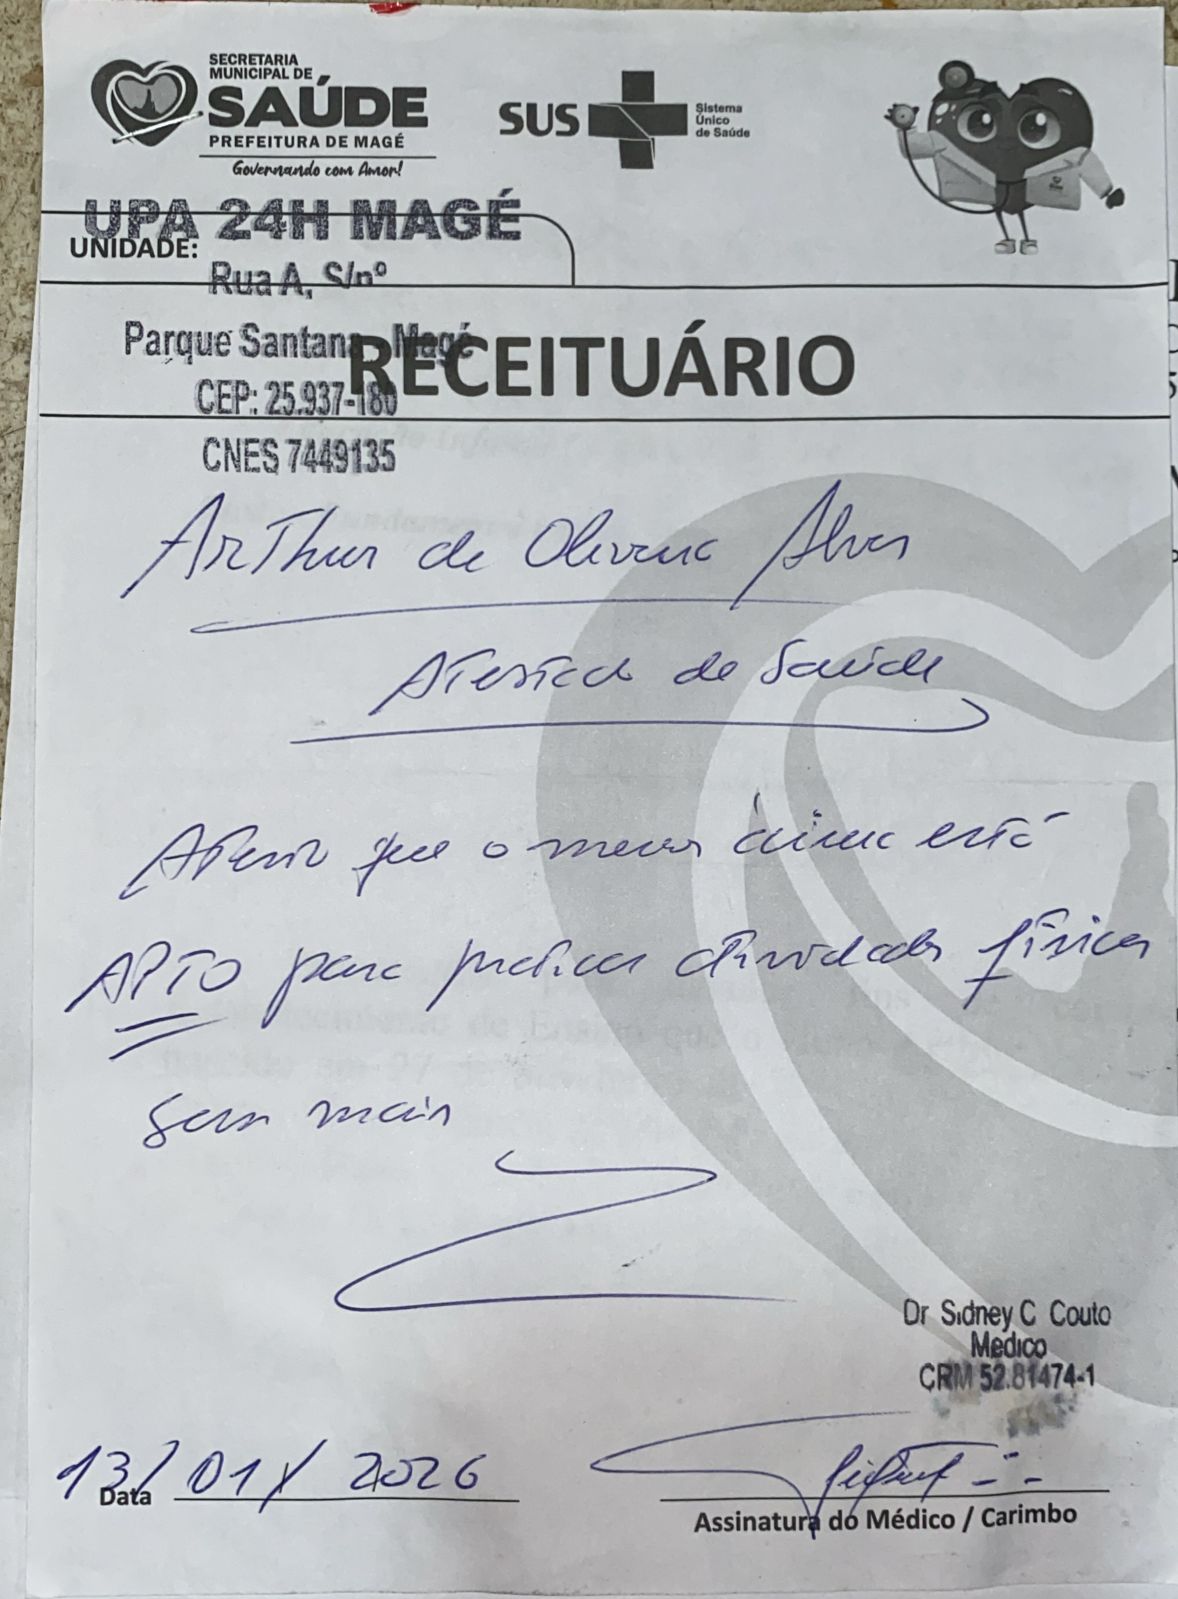 SECRETARIA
MUNICIPAL DE
SAÚDE
PREFEITURA DE MAGÉ
Governando com Amor!
SUS
Sistema
Único
de Saúde
UPA 24H MAGÉ
UNIDADE:
Rua A, S/nº
Parque Santana - Magé
RECEITUÁRIO
CEP: 25.937-180
CNES 7449135
Arthur de Oliveira Alves
Atestado de Saúde
Atesto que o menor acima está
APTO para praticar atividades físicas
Sem mais
Dr Sidney C Couto
Medico
CRM 52.81474-1
13/01/2026
Data
Assinatura do Médico / Carimbo